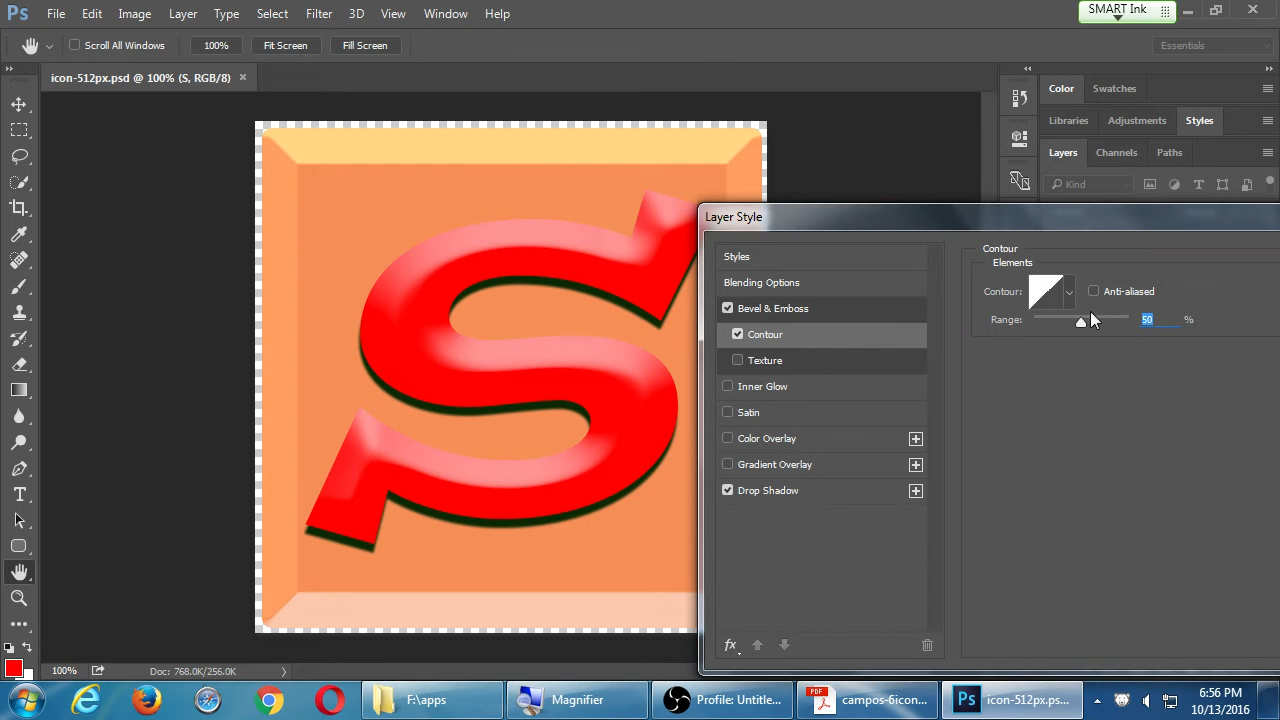 Ps File Edit Image Layer Type Select Filter 3D View Window Help
SMART Ink
Scroll All Windows 100% Fit Screen Fill Screen Essentials
icon-512px.psd @ 100% (S, RGB/8)
Color Swatches
Libraries Adjustments Styles
Layers Channels Paths
Kind
S
Layer Style
Styles
Blending Options
Bevel & Emboss
Contour
Texture
Inner Glow
Satin
Color Overlay
Gradient Overlay
Drop Shadow
fx
Contour
Elements
Contour: Anti-aliased
Range: 50 %
100% Doc: 768.0K/256.0K
F:\apps
Magnifier
Profile: Untitle...
PDF campos-6icon...
Ps icon-512px.ps...
6:56 PM
10/13/2016